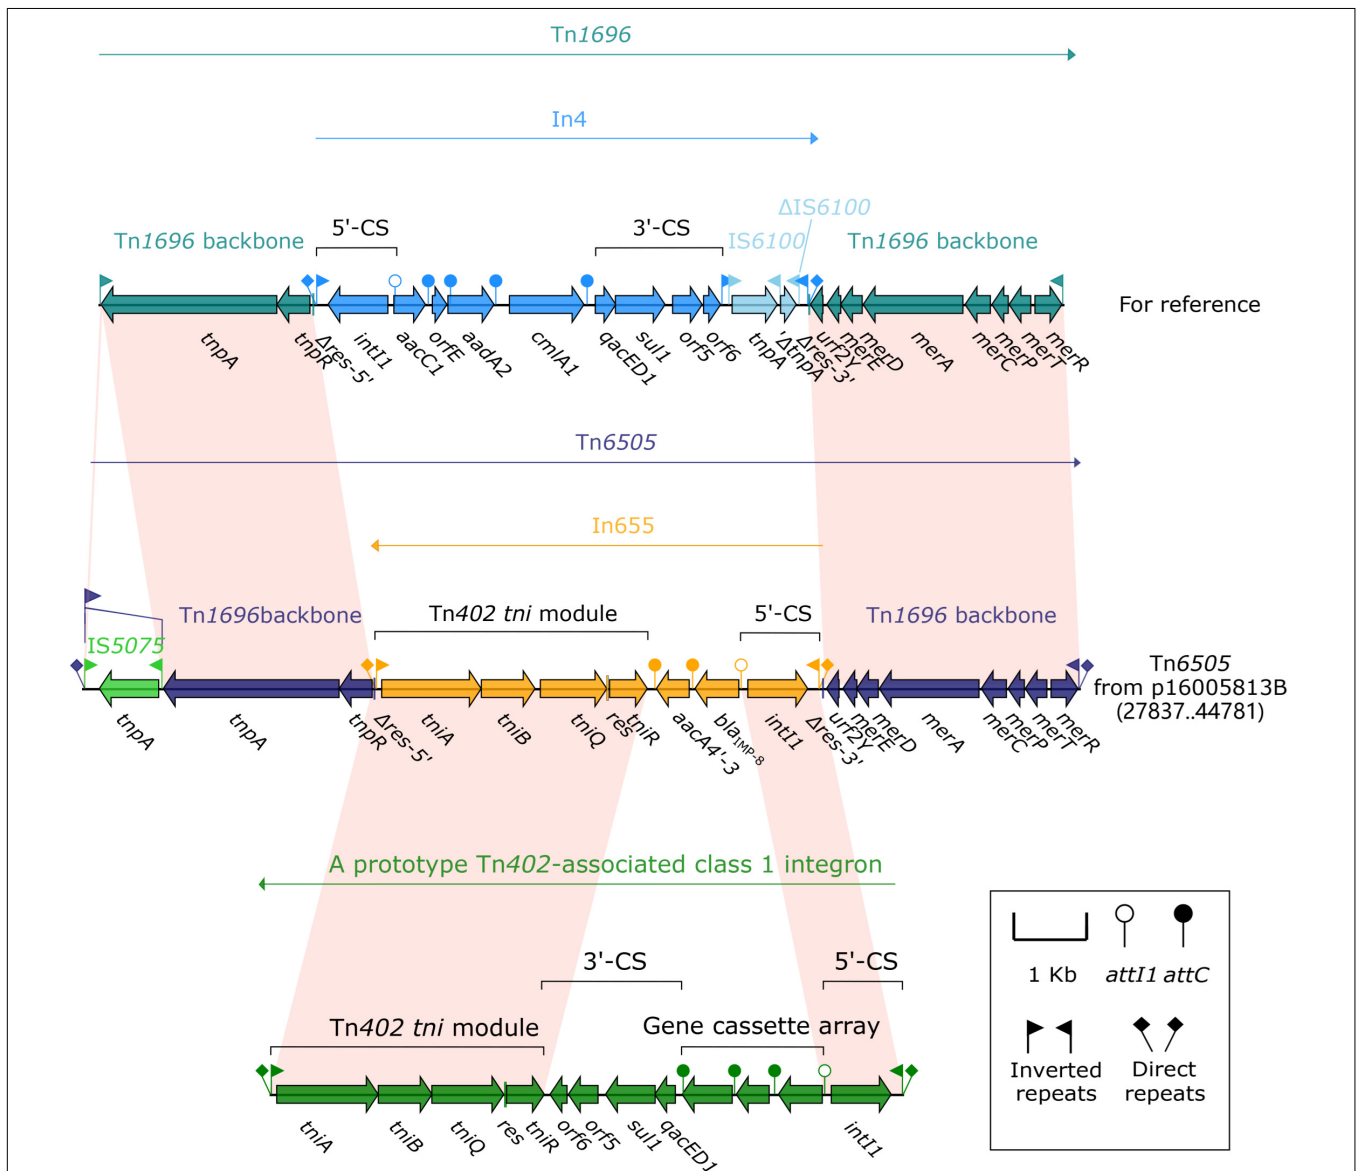 Tn1696
In4
ΔIS6100
5'-CS
3'-CS
Tn1696 backbone
IS6100
Tn1696 backbone
For reference
tnpA
tnpR
Δres-5'
intI1
aacC1
orfE
aadA2
cmlA1
qacED1
sul1
orf5
orf6
tnpA
'ΔtnpA
Δres-3'
urf2Y
merE
merD
merA
merC
merP
merT
merR
Tn6505
In655
Tn1696backbone
Tn402 tni module
5'-CS
Tn1696 backbone
IS5075
Tn6505
from p16005813B
(27837..44781)
tnpA
tnpA
tnpR
Δres-5'
tniA
tniB
tniQ
res
tniR
aacA4'-3
blaIMP-8
intI1
Δres-3'
urf2Y
merE
merD
merA
merC
merP
merT
merR
A prototype Tn402-associated class 1 integron
3'-CS
5'-CS
Tn402 tni module
Gene cassette array
tniA
tniB
tniQ
res
tniR
orf6
orf5
sul1
qacED1
intI1
1 Kb
attI1
attC
Inverted
repeats
Direct
repeats